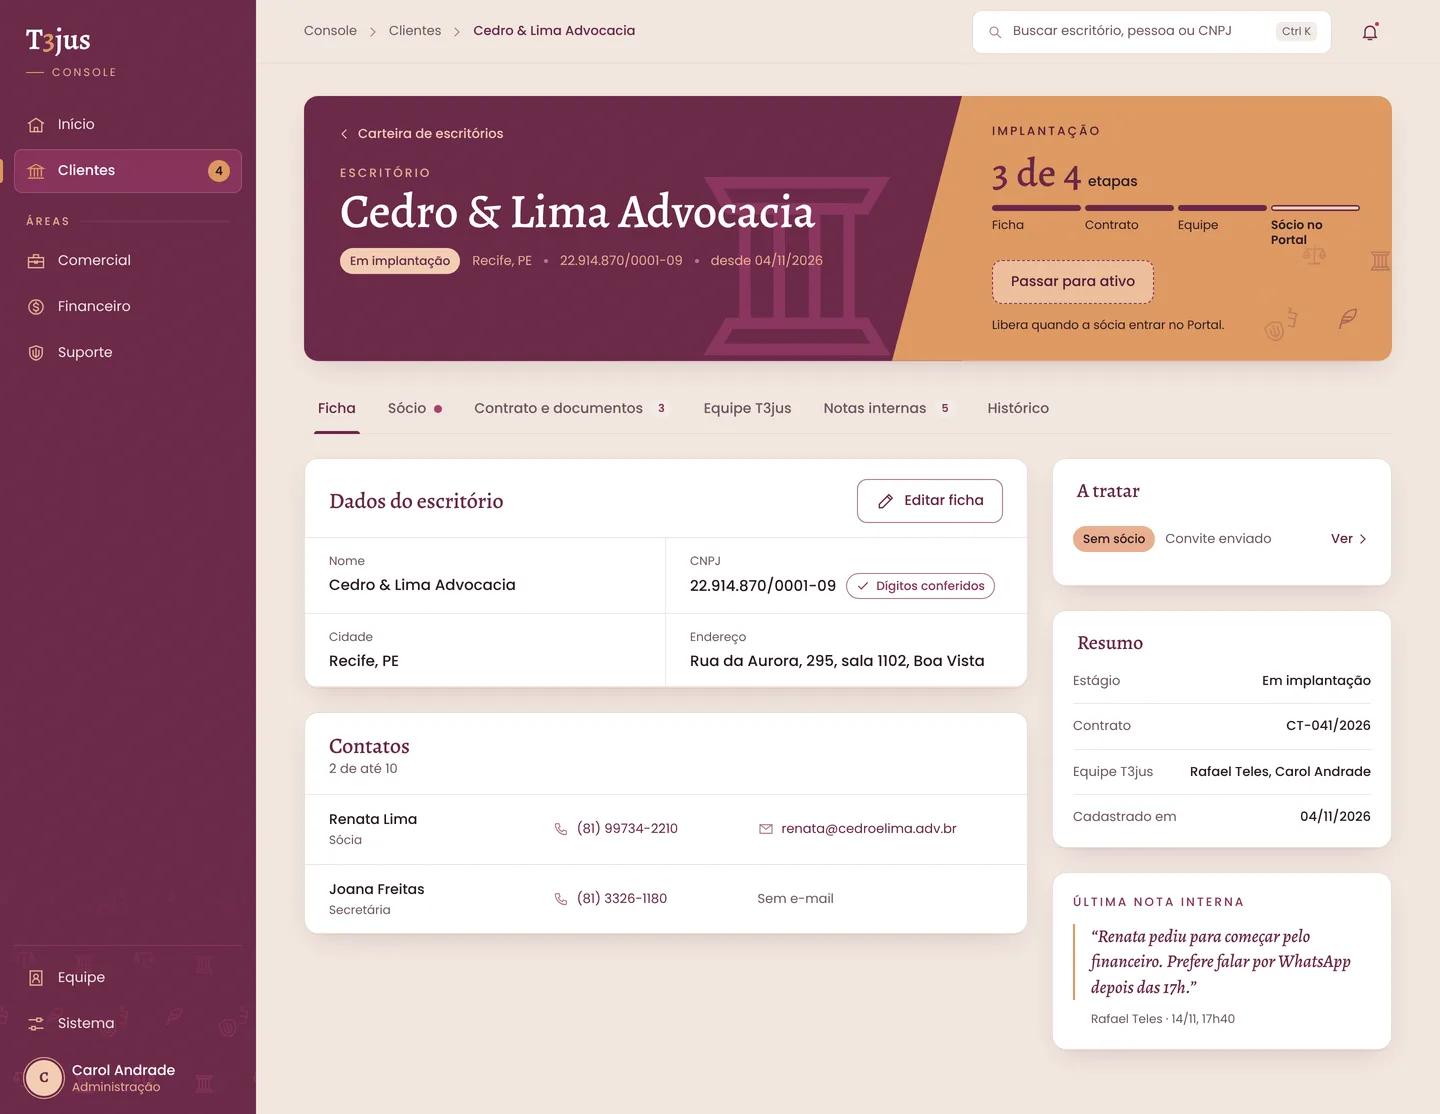 T3jus
CONSOLE
Início
Clientes
4
ÁREAS
Comercial
Financeiro
Suporte
Equipe
Sistema
C
Carol Andrade
Administração
Console
Clientes
Cedro & Lima Advocacia
Buscar escritório, pessoa ou CNPJ
Ctrl K
Carteira de escritórios
ESCRITÓRIO
Cedro & Lima Advocacia
Em implantação
Recife, PE • 22.914.870/0001-09 • desde 04/11/2026
IMPLANTAÇÃO
3 de 4 etapas
Ficha
Contrato
Equipe
Sócio no
Portal
Passar para ativo
Libera quando a sócia entrar no Portal.
Ficha
Sócio
Contrato e documentos 3
Equipe T3jus
Notas internas 5
Histórico
Dados do escritório
Editar ficha
Nome
Cedro & Lima Advocacia
CNPJ
22.914.870/0001-09
Dígitos conferidos
Cidade
Recife, PE
Endereço
Rua da Aurora, 295, sala 1102, Boa Vista
Contatos
2 de até 10
Renata Lima
Sócia
(81) 99734-2210
renata@cedroelima.adv.br
Joana Freitas
Secretária
(81) 3326-1180
Sem e-mail
A tratar
Sem sócio
Convite enviado
Ver
Resumo
Estágio
Em implantação
Contrato
CT-041/2026
Equipe T3jus
Rafael Teles, Carol Andrade
Cadastrado em
04/11/2026
ÚLTIMA NOTA INTERNA
“Renata pediu para começar pelo
financeiro. Prefere falar por WhatsApp
depois das 17h.”
Rafael Teles · 14/11, 17h40